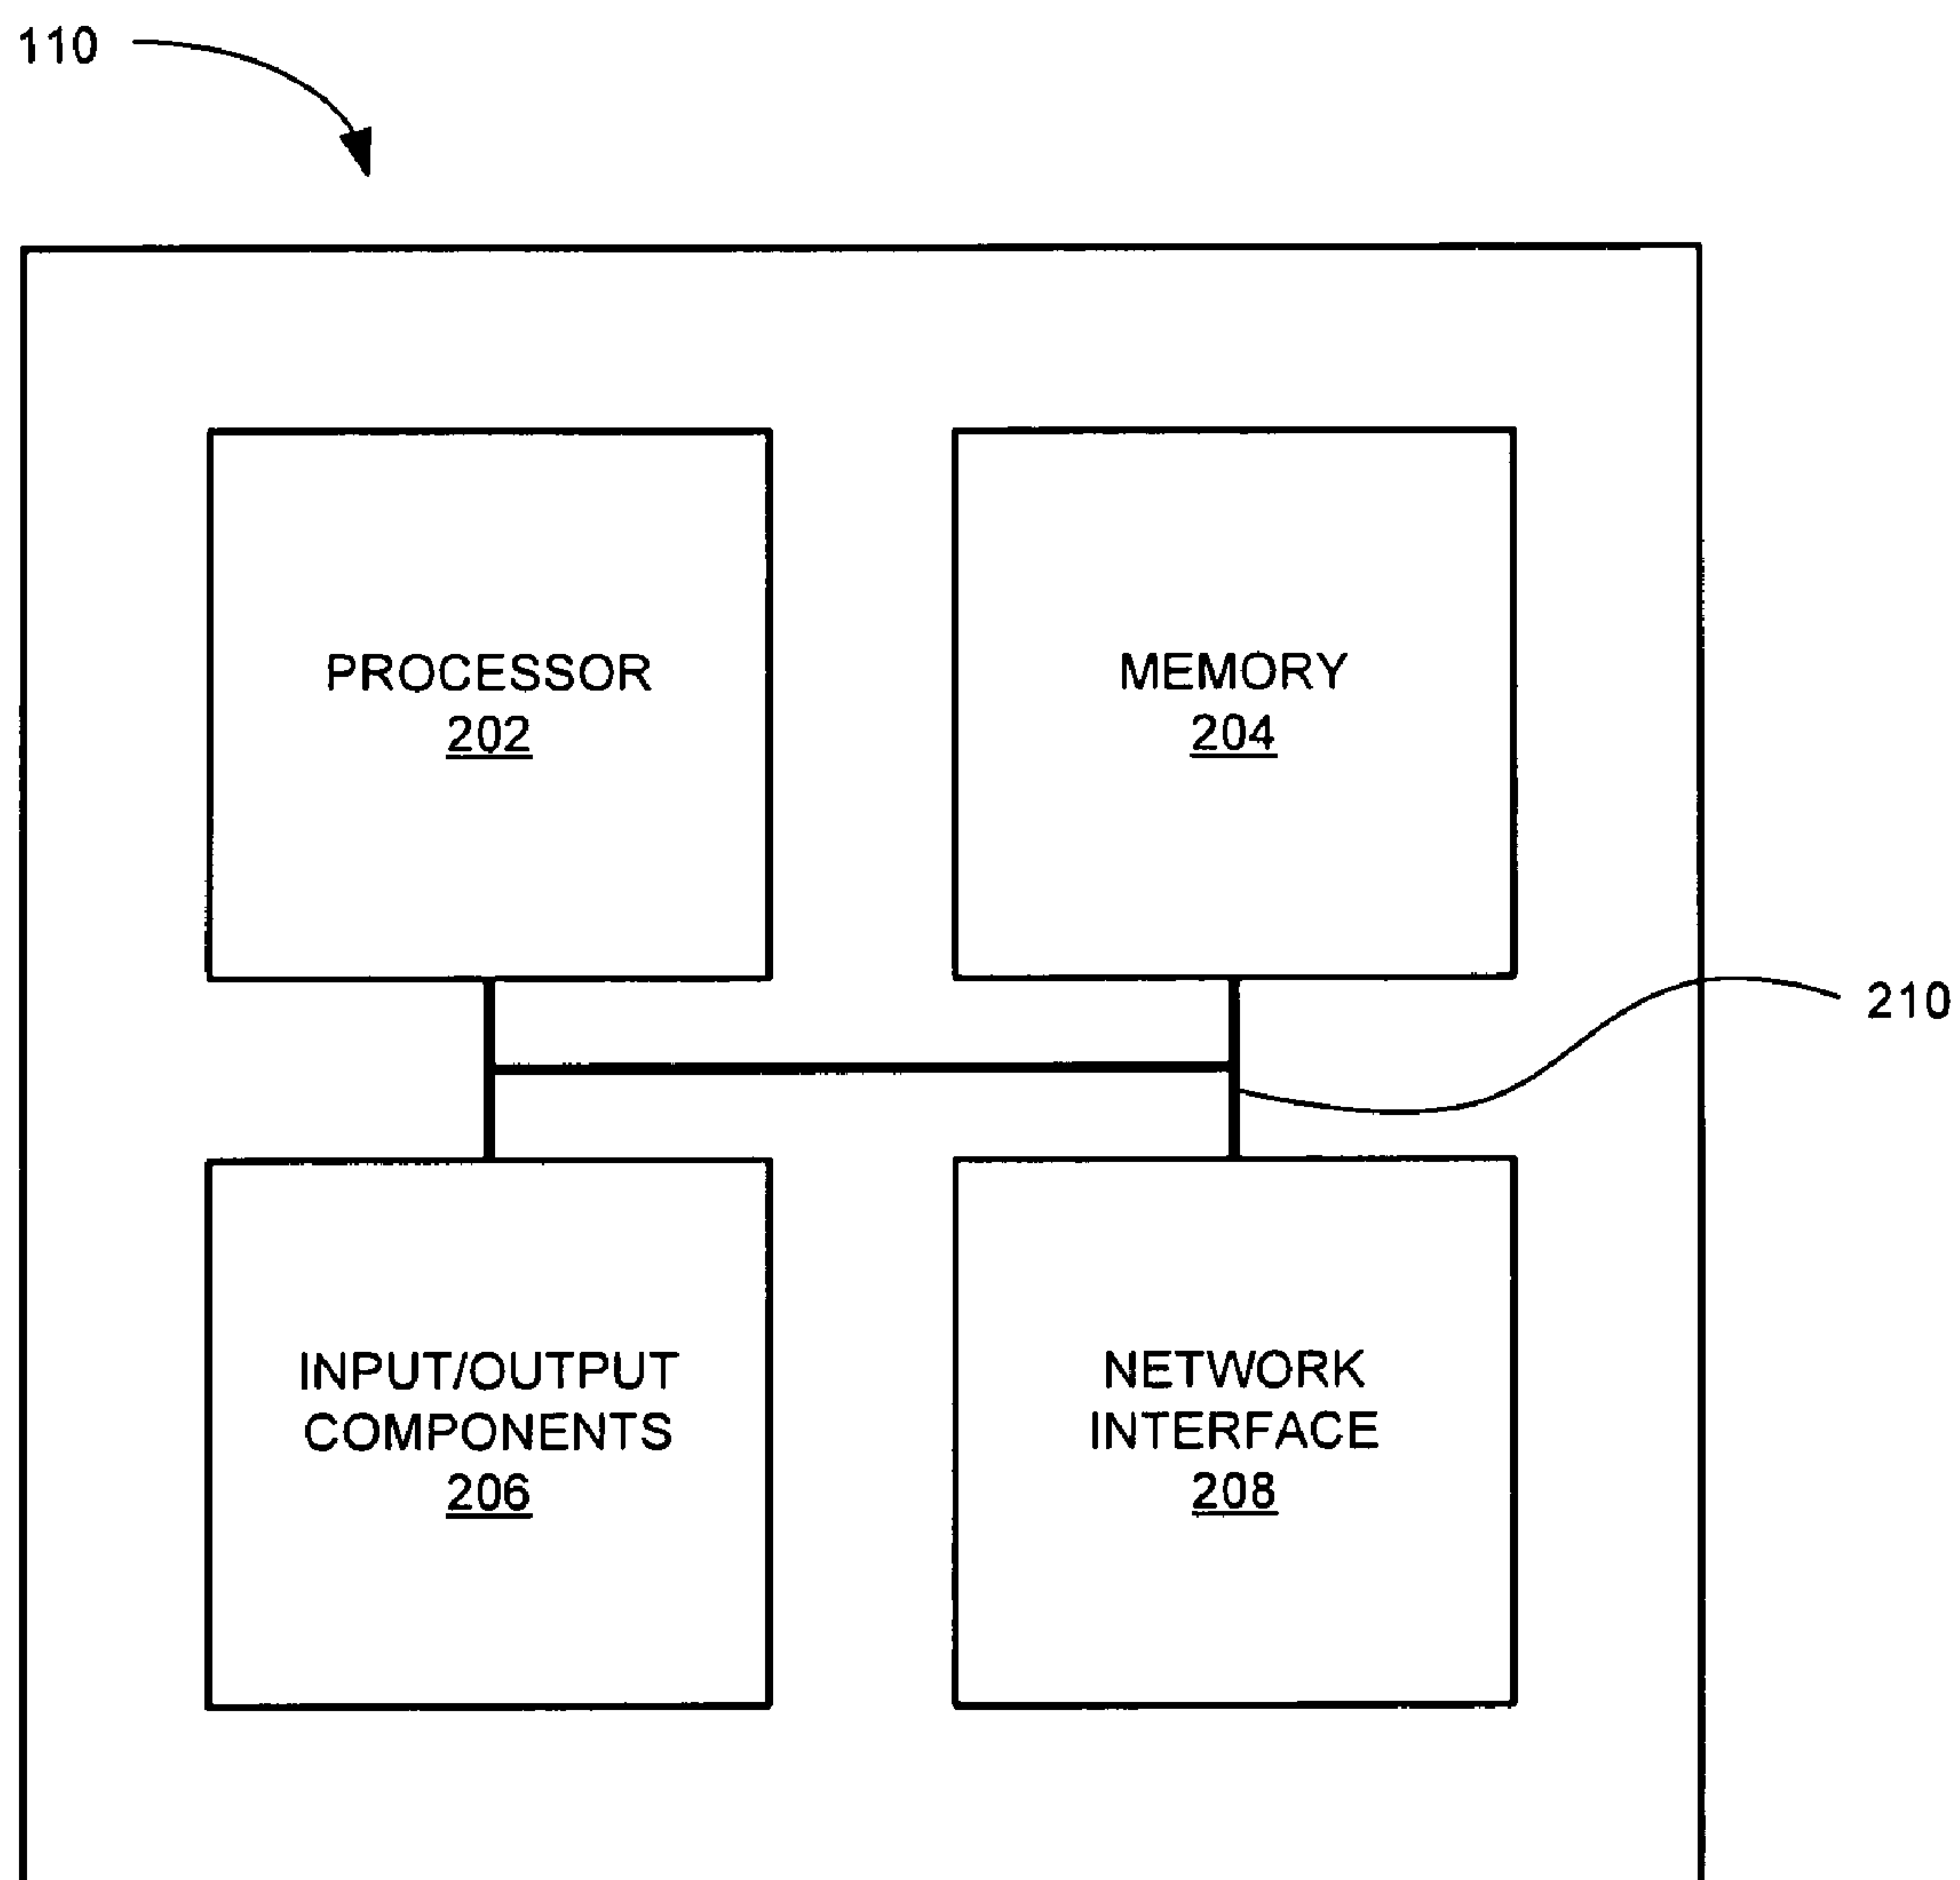 110
PROCESSOR
202
MEMORY
204
210
INPUT/OUTPUT
COMPONENTS
206
NETWORK
INTERFACE
208